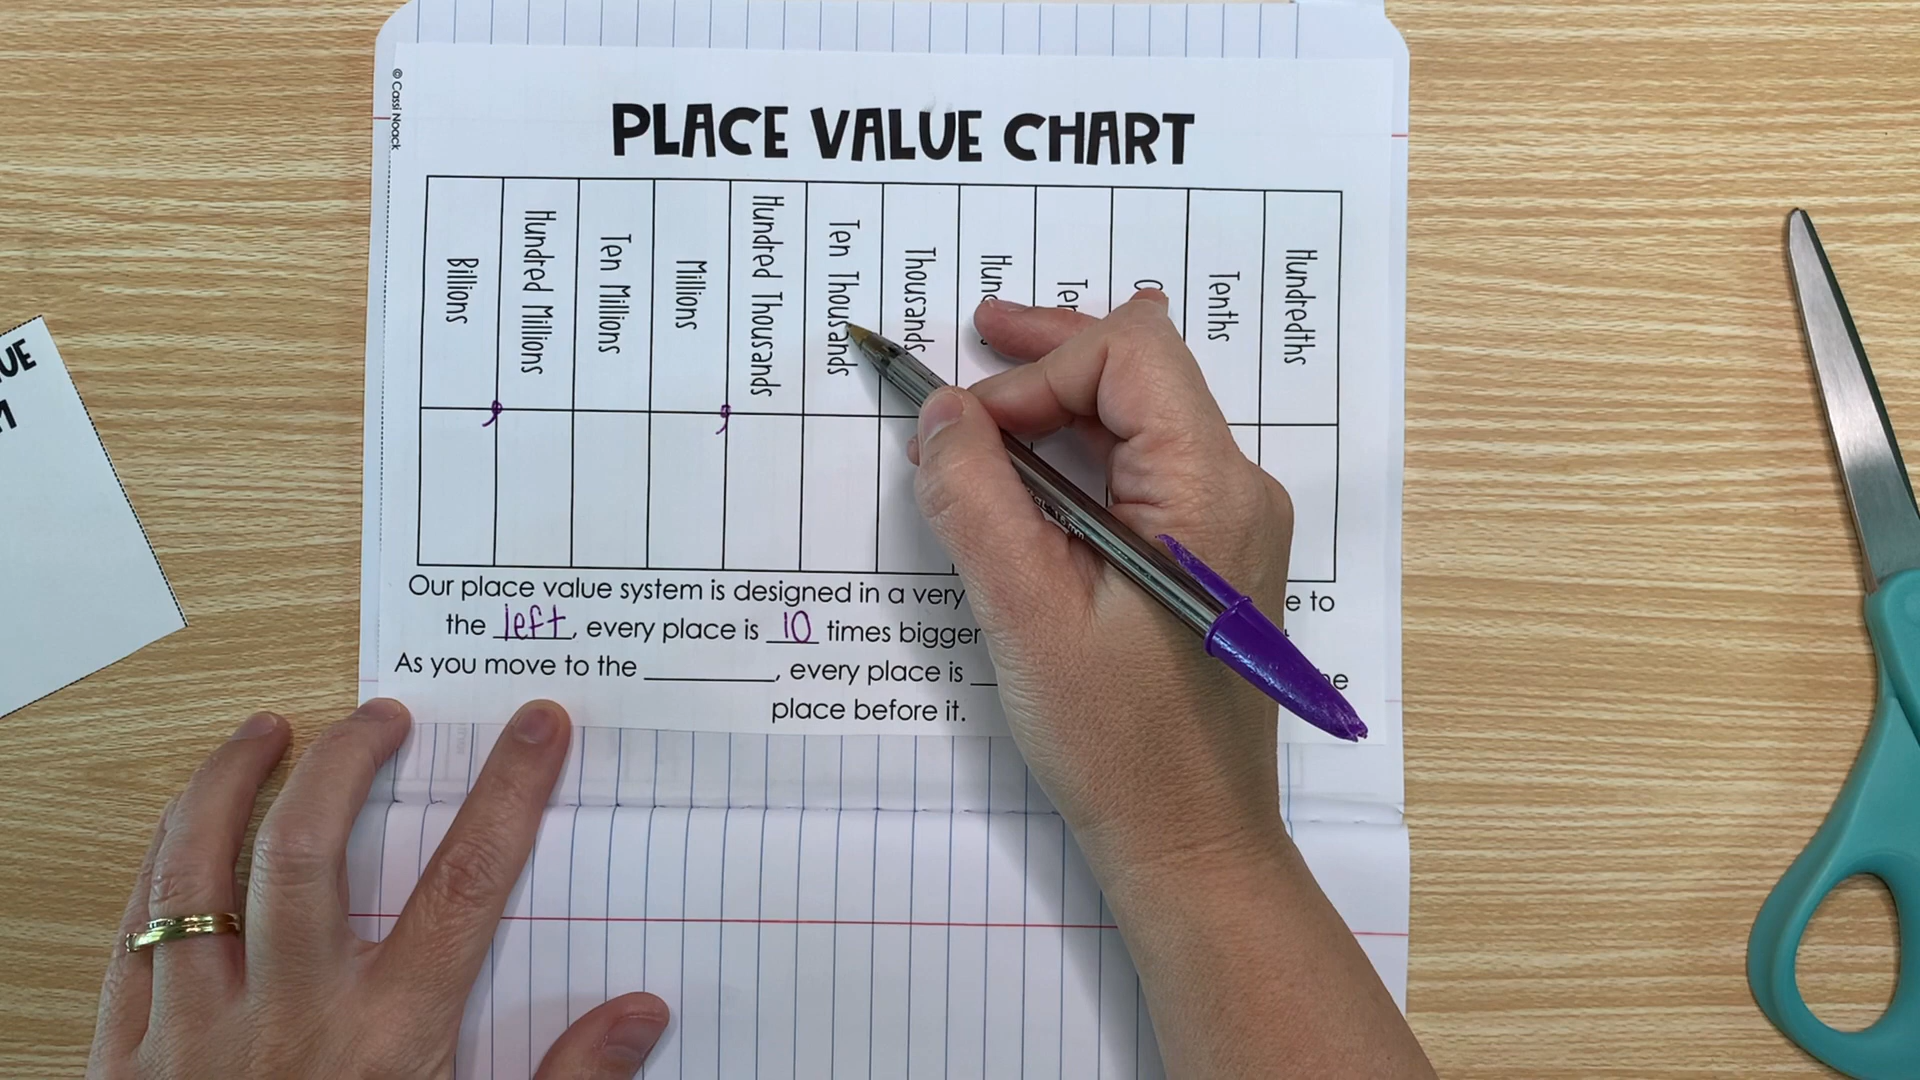 © Cassi Noack
PLACE VALUE CHART
Billions
Hundred Millions
Ten Millions
Millions
Hundred Thousands
Ten Thousands
Thousands
Tenths
Hundredths
, ,
Our place value system is designed in a very e to
the left, every place is 10 times bigger
As you move to the ________, every place is __
place before it.